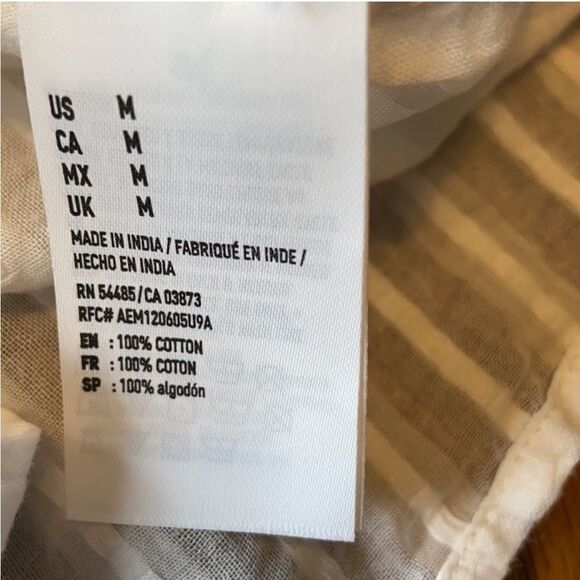 US M
CA M
MX M
UK M
MADE IN INDIA / FABRIQUÉ EN INDE /
HECHO EN INDIA
RN 54485/CA 03873
RFC# AEM120605U9A
EN : 100% COTTON
FR : 100% COTON
SP : 100% algodón